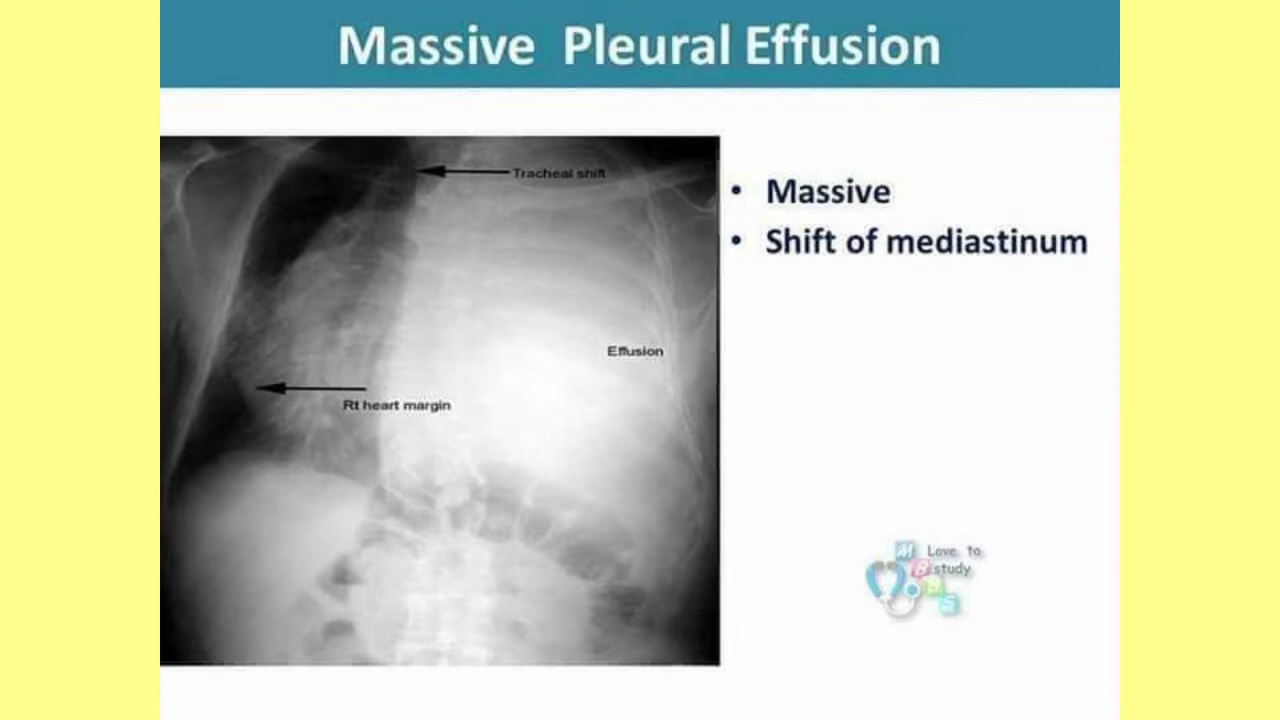 Massive Pleural Effusion
Tracheal shift
Effusion
Rt heart margin
• Massive
• Shift of mediastinum
M Love to
B study
B
S